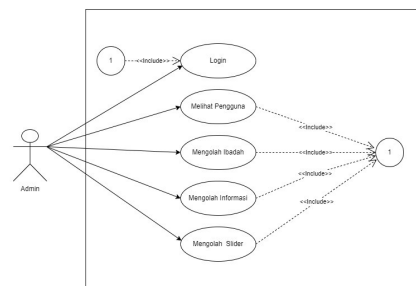 1
<<Include>>
Login
Melihat Pengguna
<<Include>>
Admin
Mengolah Ibadah
<<Include>>
1
<<Include>>
Mengolah Informasi
<<Include>>
Mengolah Slider